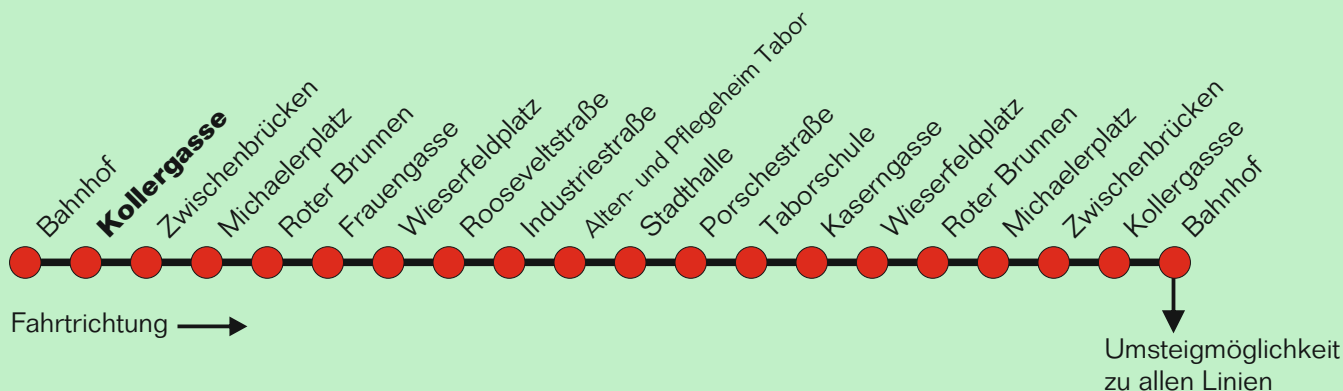 Bahnhof
Kollergasse
Zwischenbrücken
Michaelerplatz
Roter Brunnen
Frauengasse
Wieserfeldplatz
Rooseveltstraße
Industriestraße
Alten- und Pflegeheim Tabor
Stadthalle
Porschestraße
Taborschule
Kaserngasse
Wieserfeldplatz
Roter Brunnen
Michaelerplatz
Zwischenbrücken
Kollergassse
Bahnhof
Fahrtrichtung
Umsteigmöglichkeit
zu allen Linien